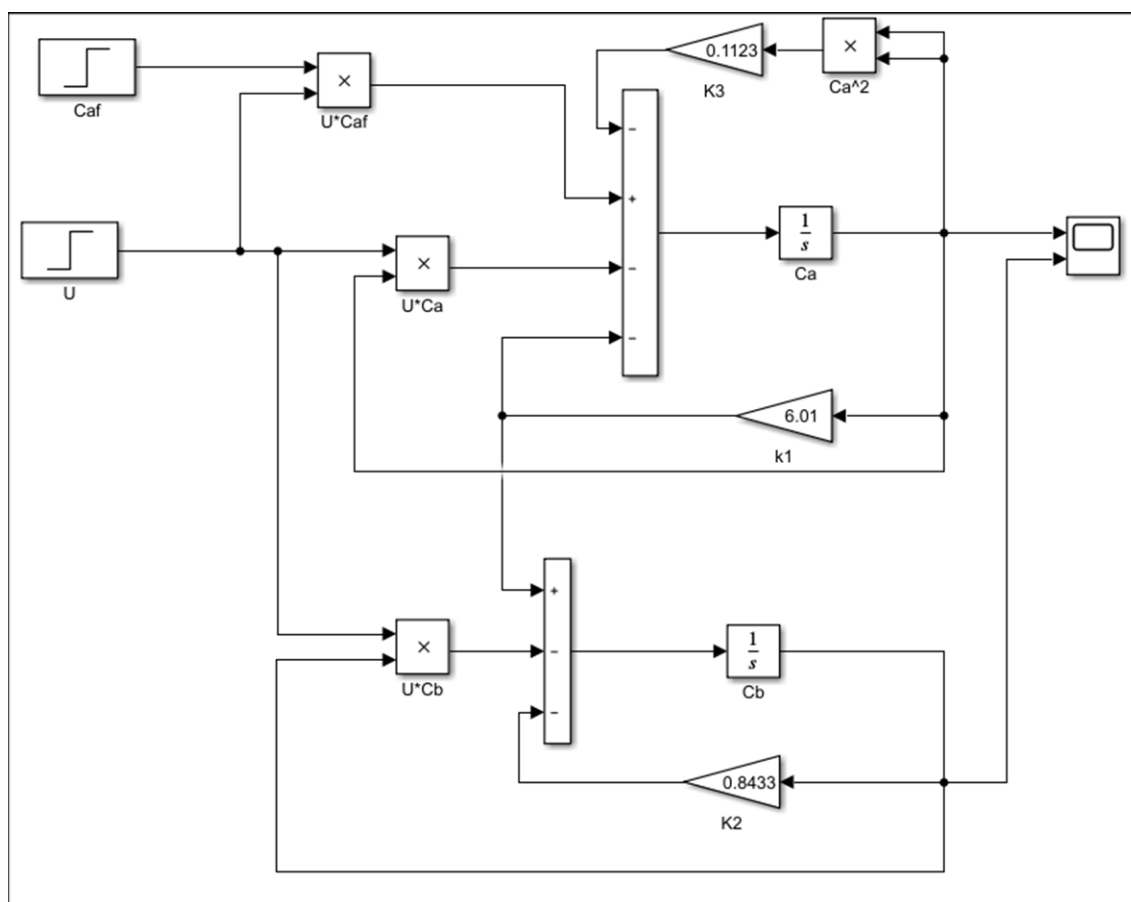 Caf
×
U*Caf
0.1123
K3
×
Ca^2
−
+
−
−
U
×
U*Ca
1
s
Ca
6.01
k1
×
U*Cb
+
−
−
1
s
Cb
0.8433
K2